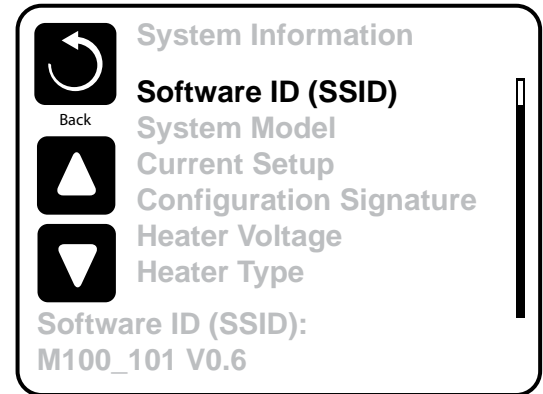 System Information
Software ID (SSID)
Back
System Model
Current Setup
Configuration Signature
Heater Voltage
Heater Type
Software ID (SSID):
M100_101 V0.6